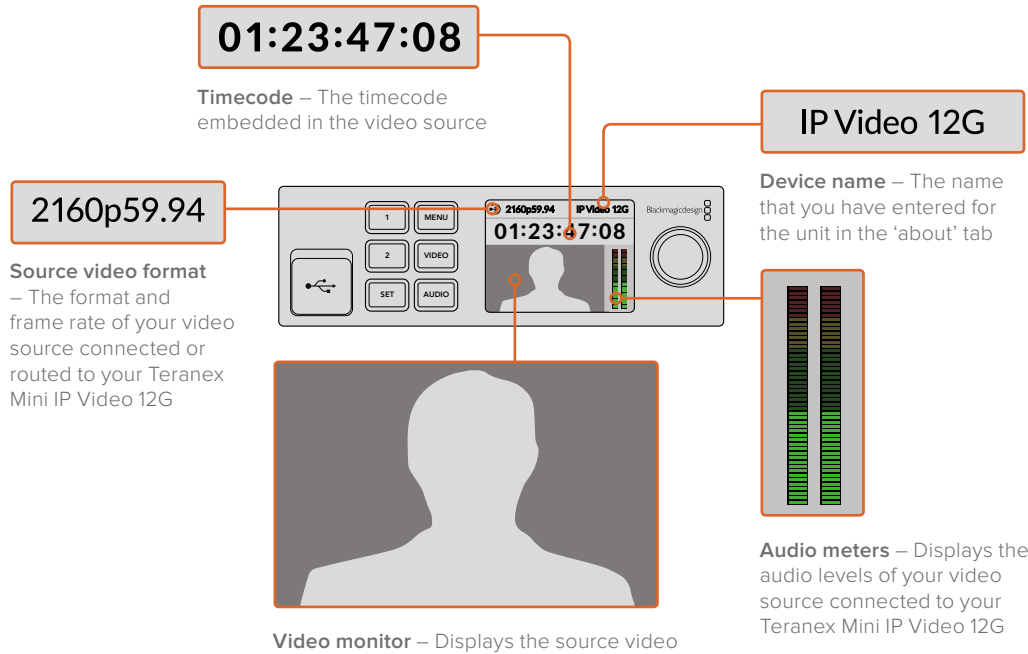 01:23:47:08
Timecode – The timecode
embedded in the video source
IP Video 12G
Device name – The name
that you have entered for
the unit in the ‘about’ tab
2160p59.94
Source video format
– The format and
frame rate of your video
source connected or
routed to your Teranex
Mini IP Video 12G
1
MENU
2
VIDEO
SET
AUDIO
2160p59.94
IP Video 12G
01:23:47:08
Blackmagicdesign
Video monitor – Displays the source video
Audio meters – Displays the
audio levels of your video
source connected to your
Teranex Mini IP Video 12G